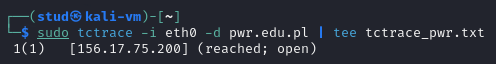 ┌──(stud㉿kali-vm)-[~]
└─$ sudo tctrace -i eth0 -d pwr.edu.pl | tee tctrace_pwr.txt
 1(1)   [156.17.75.200] (reached; open)